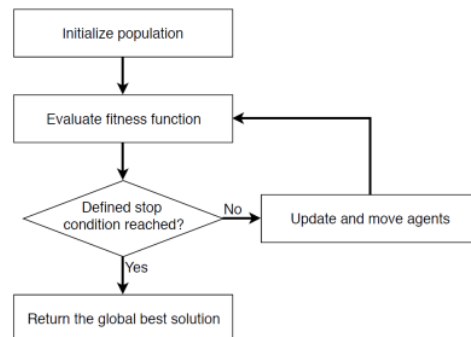 Initialize population
Evaluate fitness function
Defined stop
condition reached?
No
Update and move agents
Yes
Return the global best solution